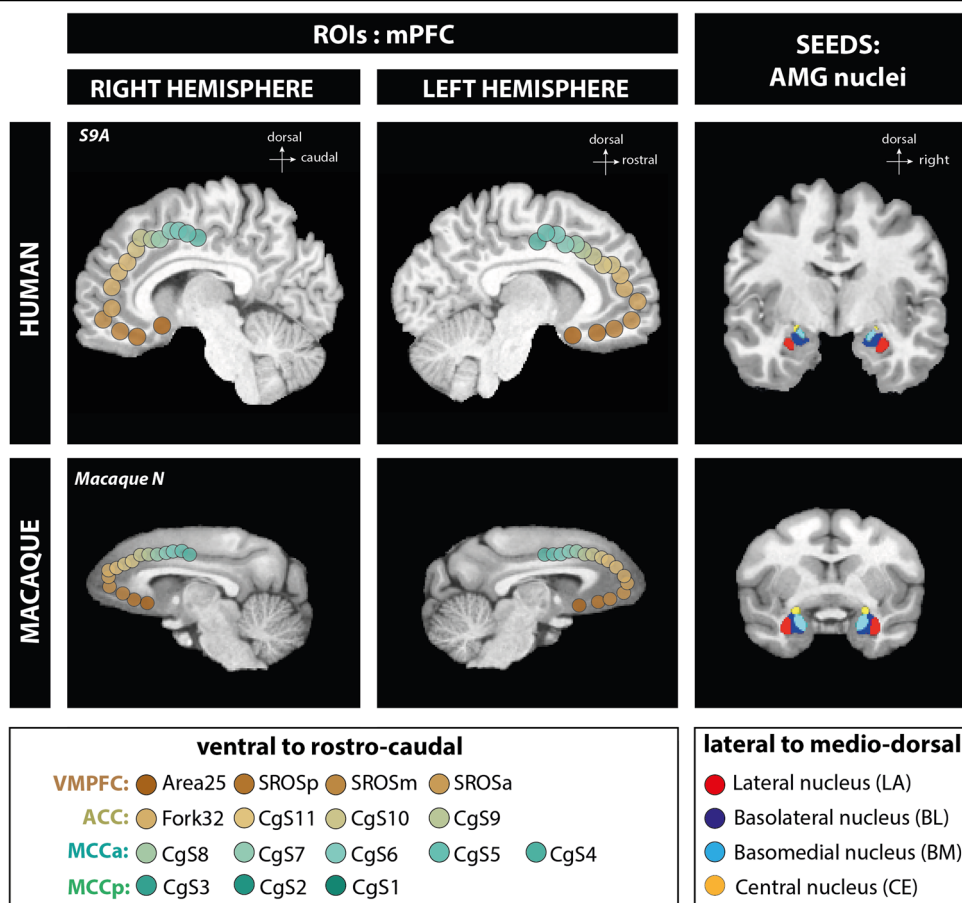 ROIs : mPFC
SEEDS:
AMG nuclei
RIGHT HEMISPHERE
LEFT HEMISPHERE
HUMAN
S9A
dorsal
caudal
dorsal
rostral
dorsal
right
MACAQUE
Macaque N
ventral to rostro-caudal
VMPFC: Area25 SROSp SROSm SROSa
ACC: Fork32 CgS11 CgS10 CgS9
MCCa: CgS8 CgS7 CgS6 CgS5 CgS4
MCCp: CgS3 CgS2 CgS1
lateral to medio-dorsal
Lateral nucleus (LA)
Basolateral nucleus (BL)
Basomedial nucleus (BM)
Central nucleus (CE)